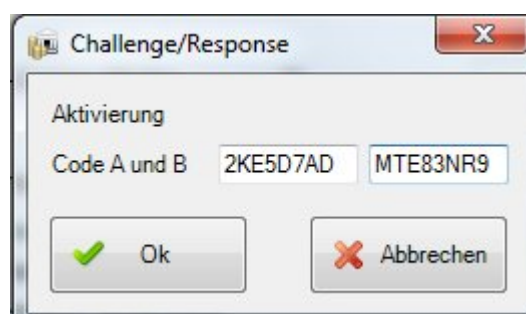 Challenge/Response
Aktivierung
Code A und B 2KE5D7AD MTE83NR9
Ok Abbrechen